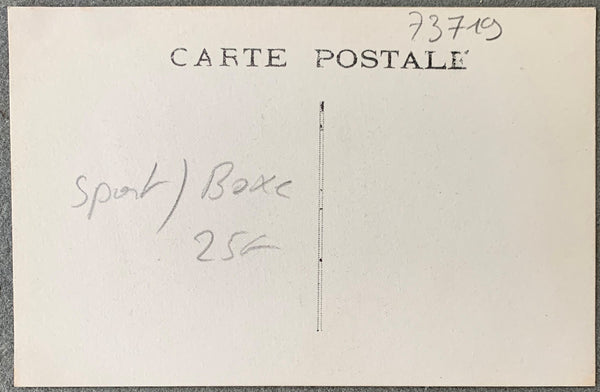 73719
CARTE POSTALE
Sport / Boxe
25€